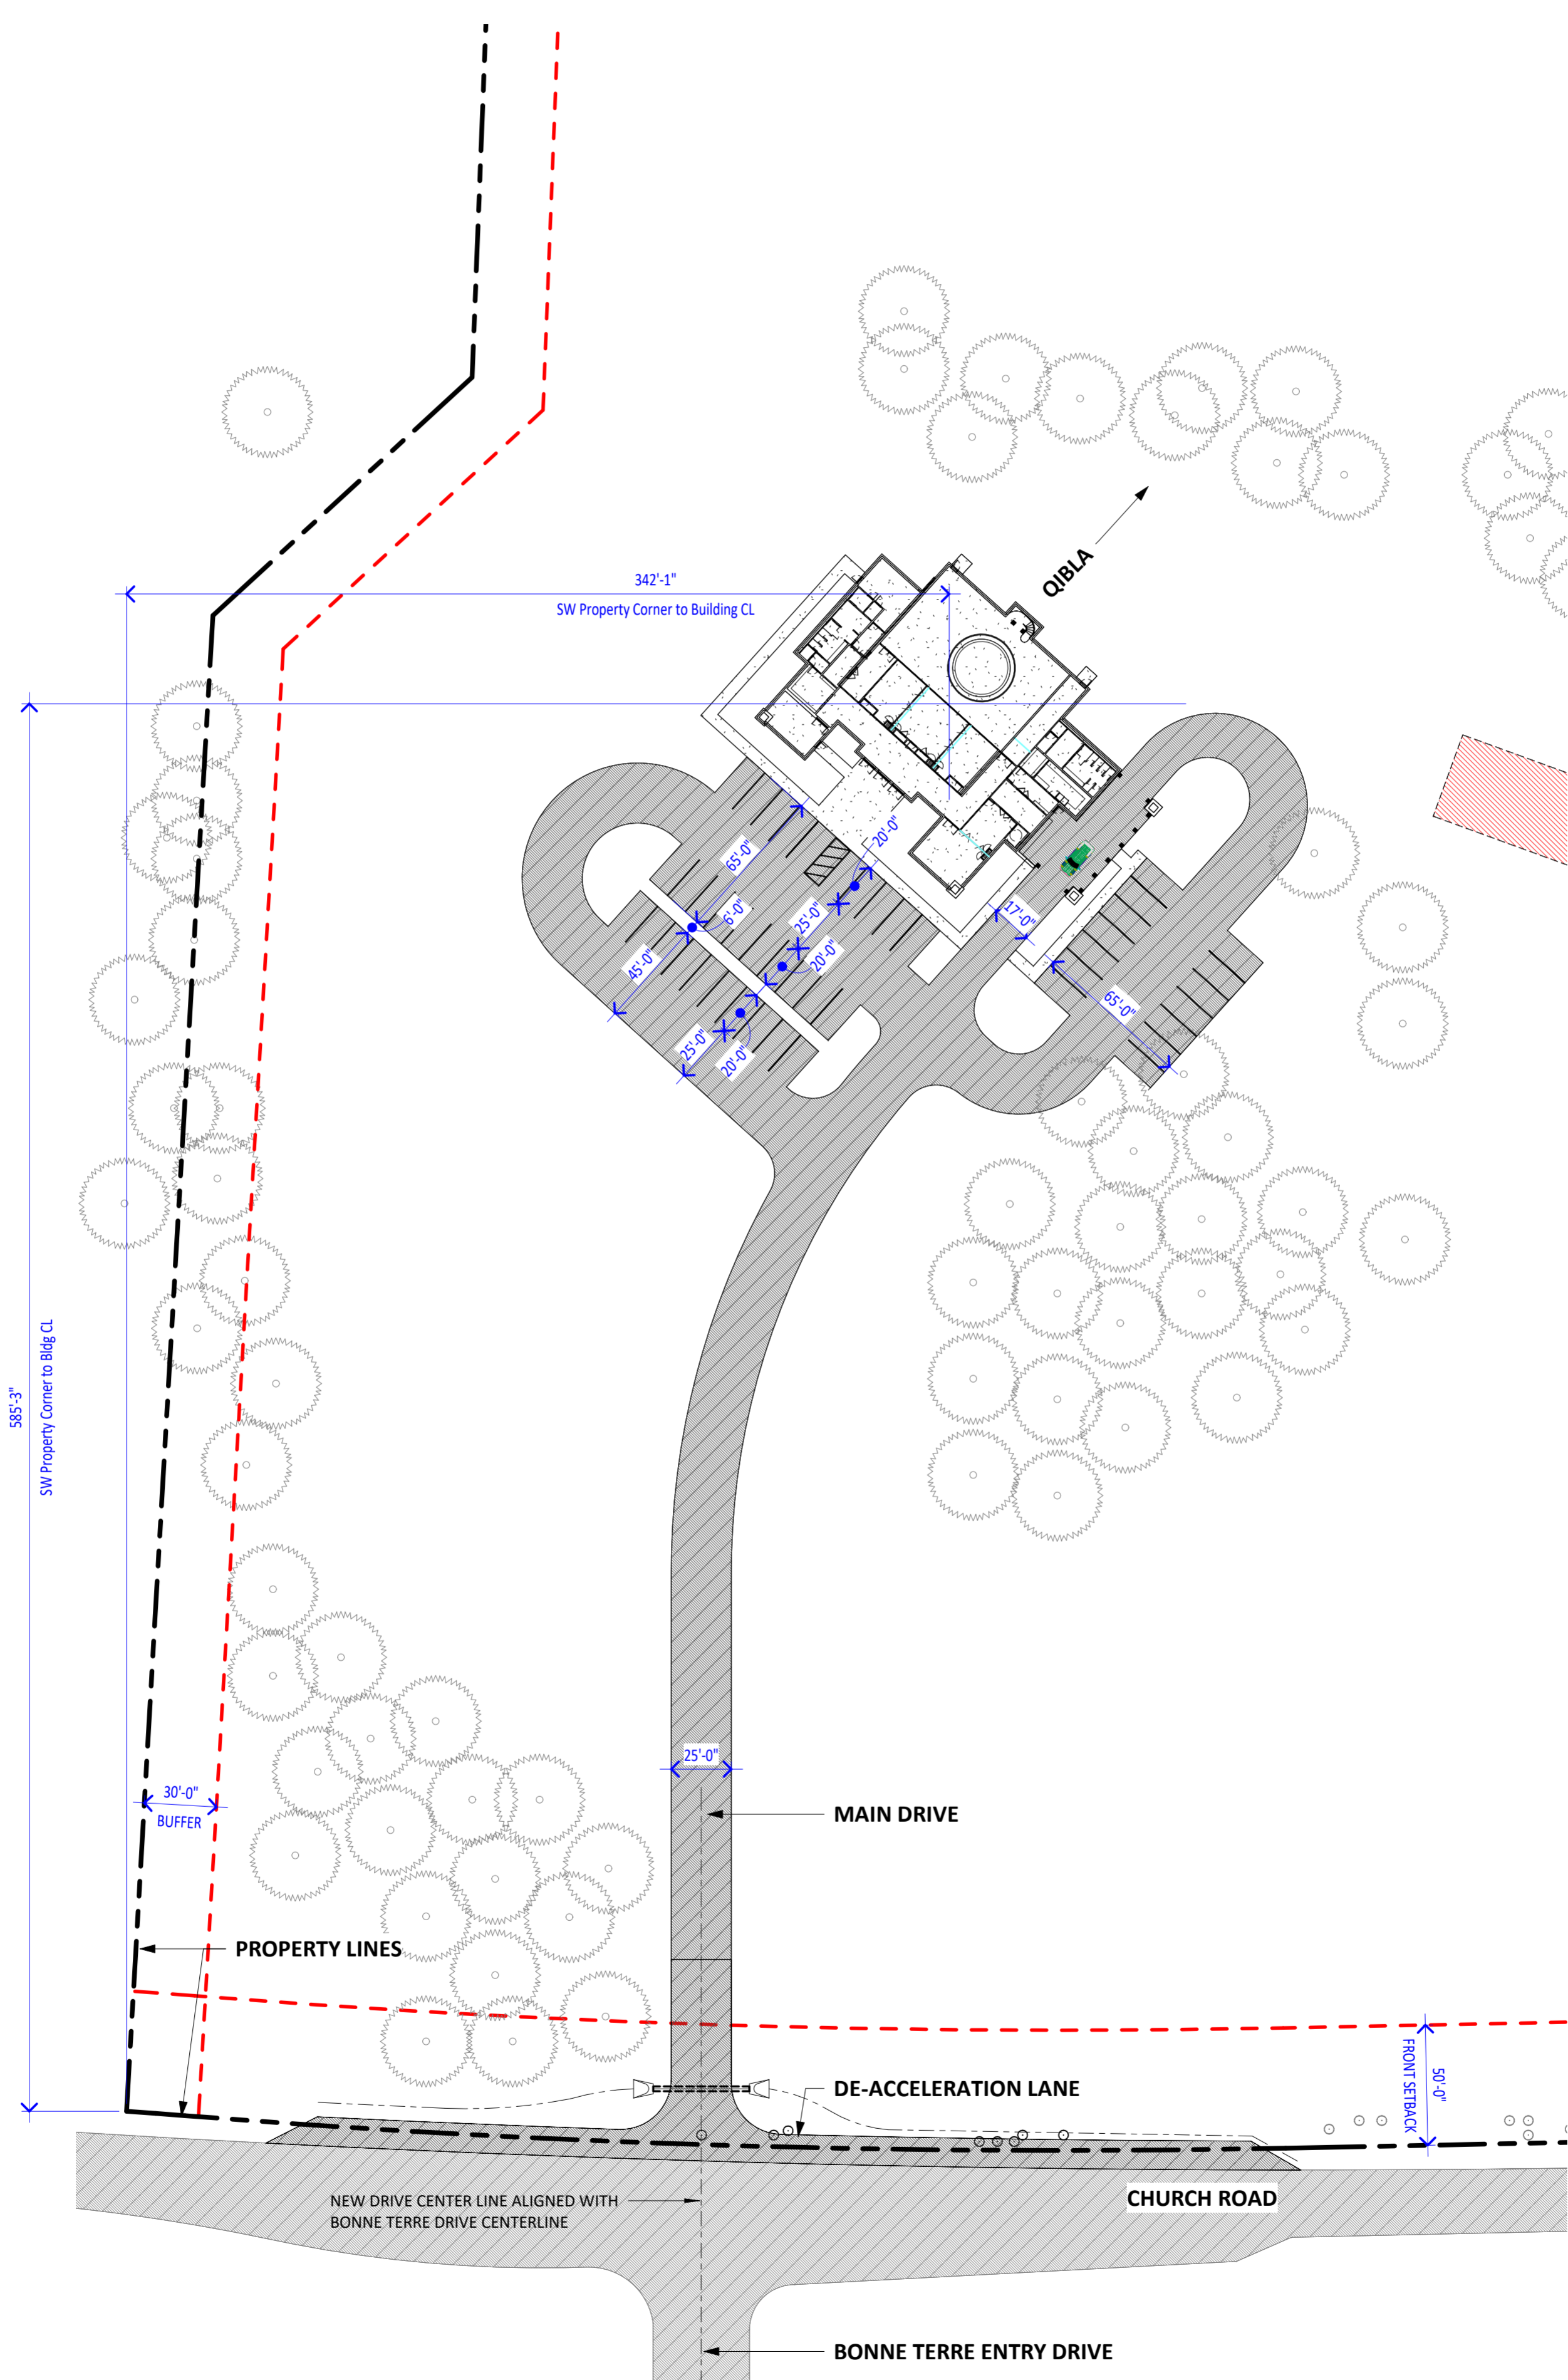 QIBLA
342'-1"
SW Property Corner to Building CL
65'-0"
20'-0"
6'-0"
25'-0"
17'-0"
20'-0"
45'-0"
65'-0"
25'-0"
20'-0"
585'-3"
SW Property Corner to Bldg CL
25'-0"
30'-0"
BUFFER
MAIN DRIVE
PROPERTY LINES
50'-0"
FRONT SETBACK
DE-ACCELERATION LANE
CHURCH ROAD
NEW DRIVE CENTER LINE ALIGNED WITH
BONNE TERRE DRIVE CENTERLINE
BONNE TERRE ENTRY DRIVE